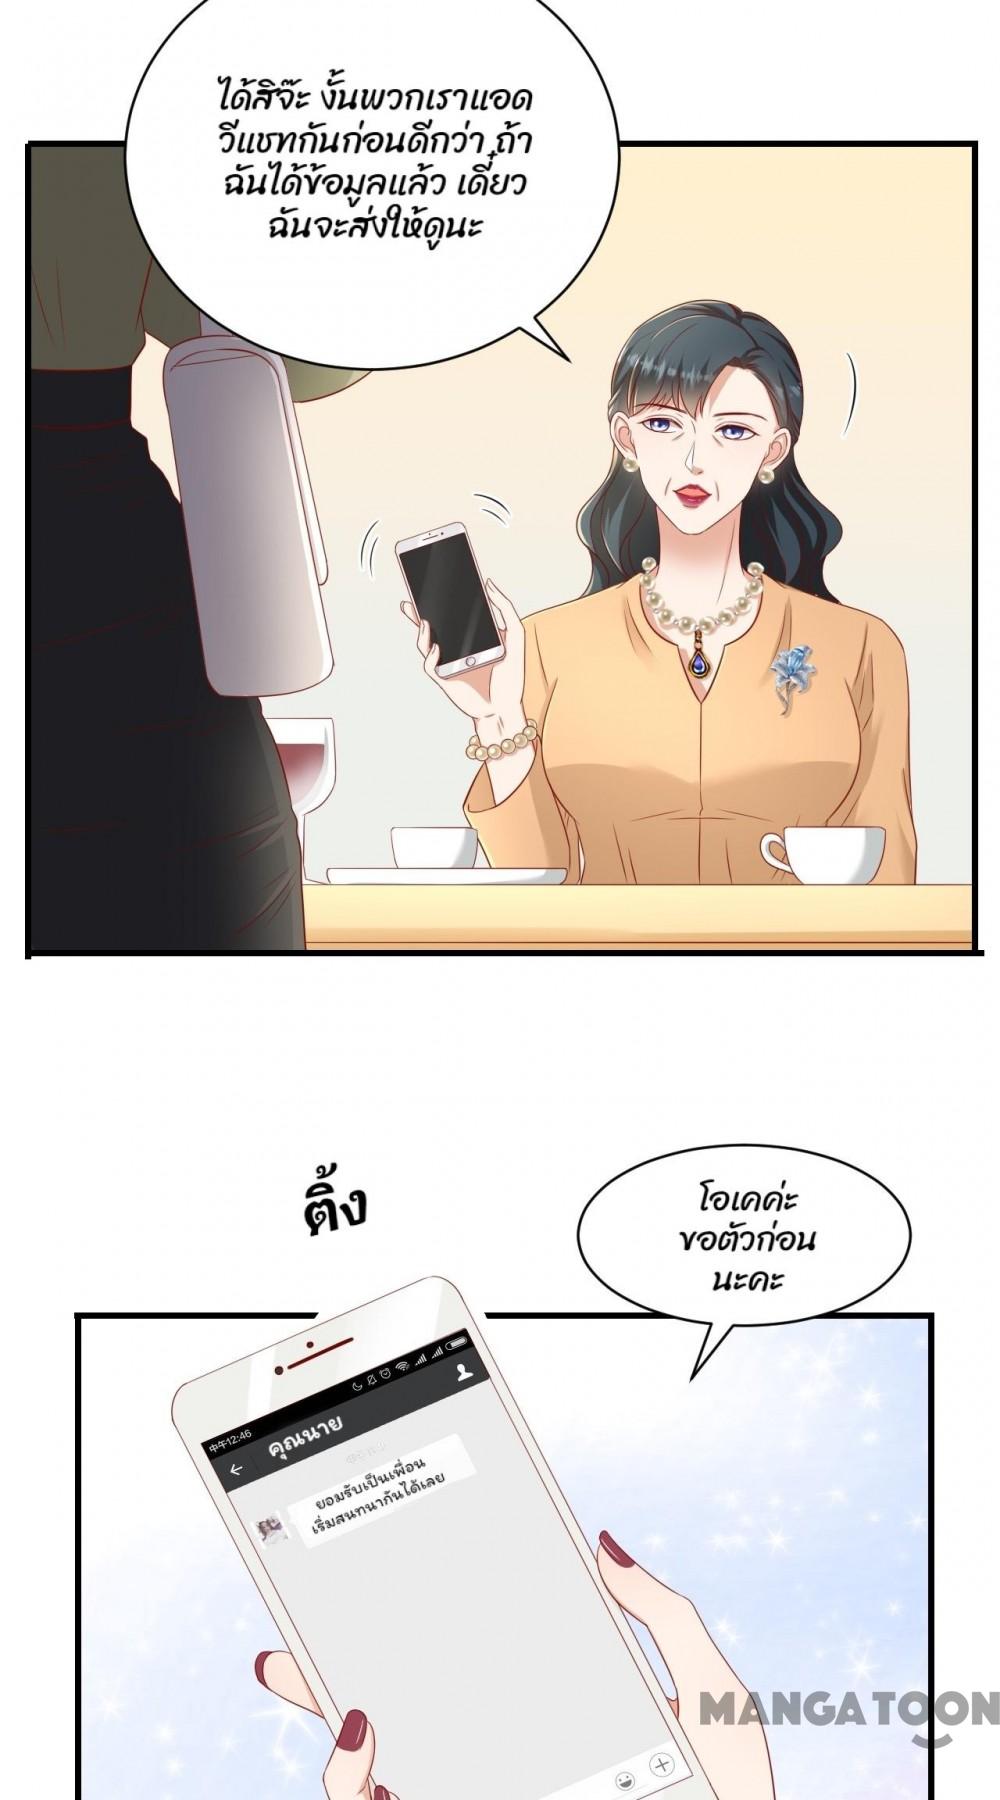 ได้สิจ๊ะ งั้นพวกเราแอด
วีแชทกันก่อนดีกว่า ถ้า
ฉันได้ข้อมูลแล้ว เดี๋ยว
ฉันจะส่งให้ดูนะ
ติ๊ง
โอเคค่ะ
ขอตัวก่อน
นะคะ
中午12:46
คุณนาย
ยอมรับเป็นเพื่อน
เริ่มสนทนากันได้เลย
MANGATOON